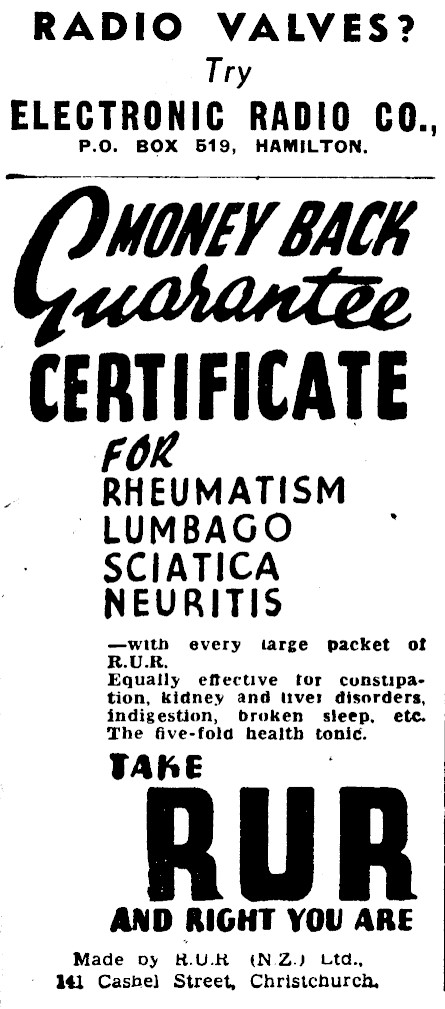 RADIO VALVES?
Try
ELECTRONIC RADIO CO.,
P.O. BOX 519, HAMILTON.
MONEY BACK
Guarantee
CERTIFICATE
FOR
RHEUMATISM
LUMBAGO
SCIATICA
NEURITIS
—with every large packet of
R.U.R.
Equally effective for constipa-
tion, kidney and liver disorders,
indigestion, broken sleep, etc.
The five-fold health tonic.
TAKE
RUR
AND RIGHT YOU ARE
Made by R.U.R (N.Z.) Ltd.,
141 Cashel Street, Christchurch.